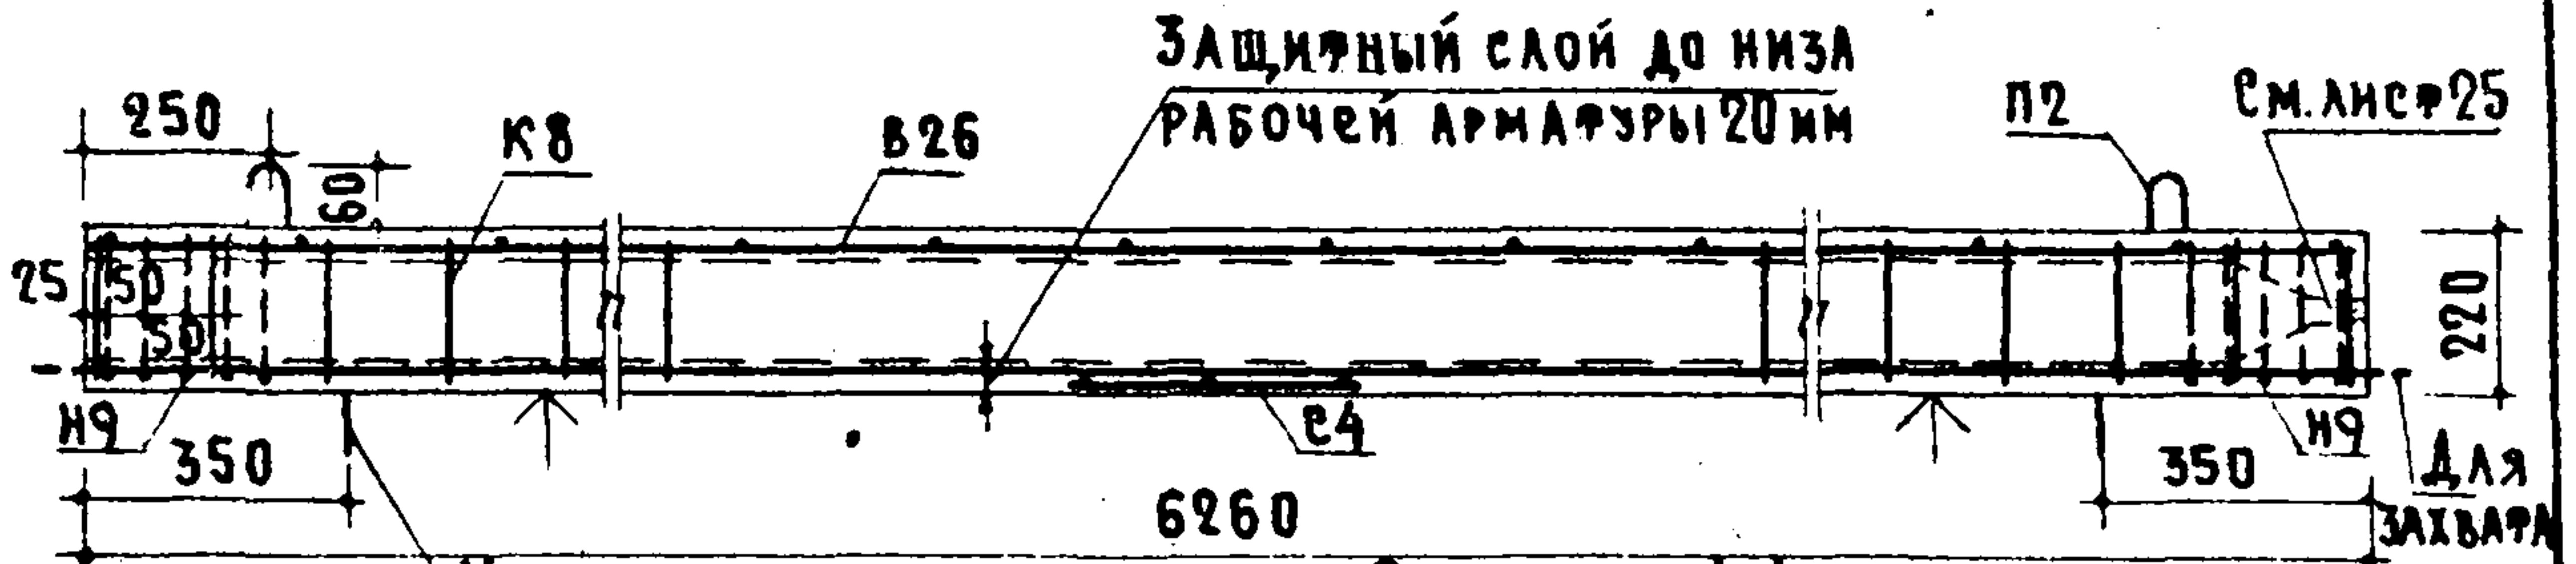 ЗАЩИТНЫЙ СЛОЙ ДО НИЗА
РАБОЧЕЙ АРМАТУРЫ 20 ММ
250
К8
В26
П2
СМ. ЛИСТ 25
60
25
50
50
220
Н9
350
С4
Н9
350
ДЛЯ
ЗАХВАТА
6260